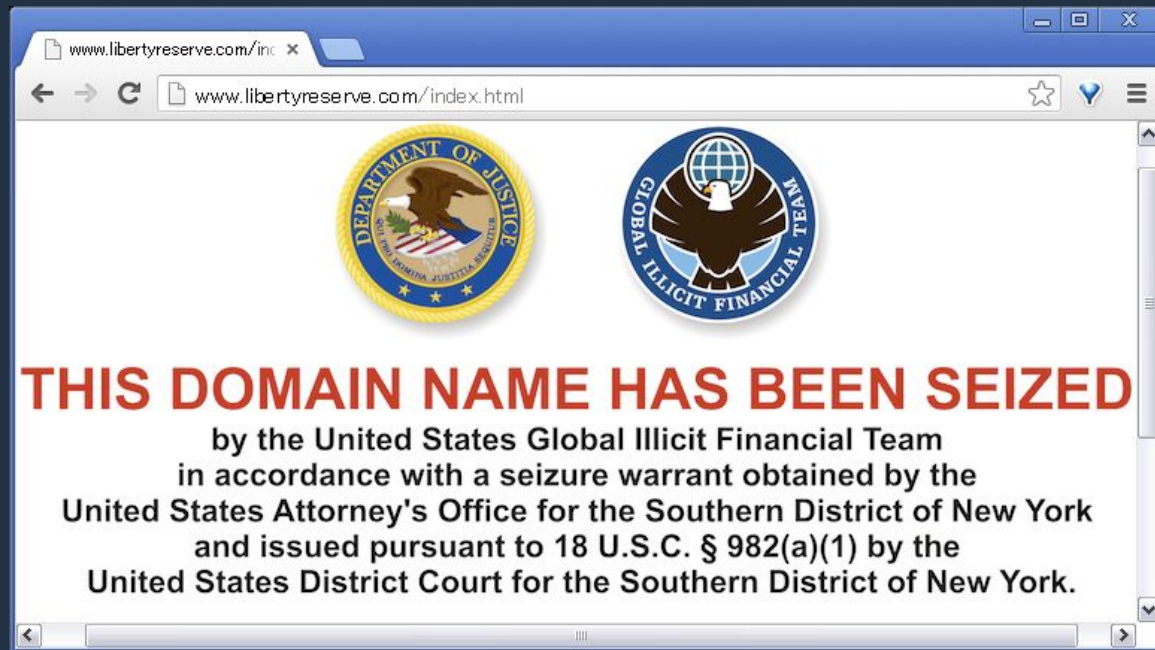 www.libertyreserve.com/inc
www.libertyreserve.com/index.html
DEPARTMENT OF JUSTICE
QUI PRO DOMINA JUSTITIA SEQUITUR
GLOBAL ILLICIT FINANCIAL TEAM
THIS DOMAIN NAME HAS BEEN SEIZED
by the United States Global Illicit Financial Team
in accordance with a seizure warrant obtained by the
United States Attorney's Office for the Southern District of New York
and issued pursuant to 18 U.S.C. § 982(a)(1) by the
United States District Court for the Southern District of New York.